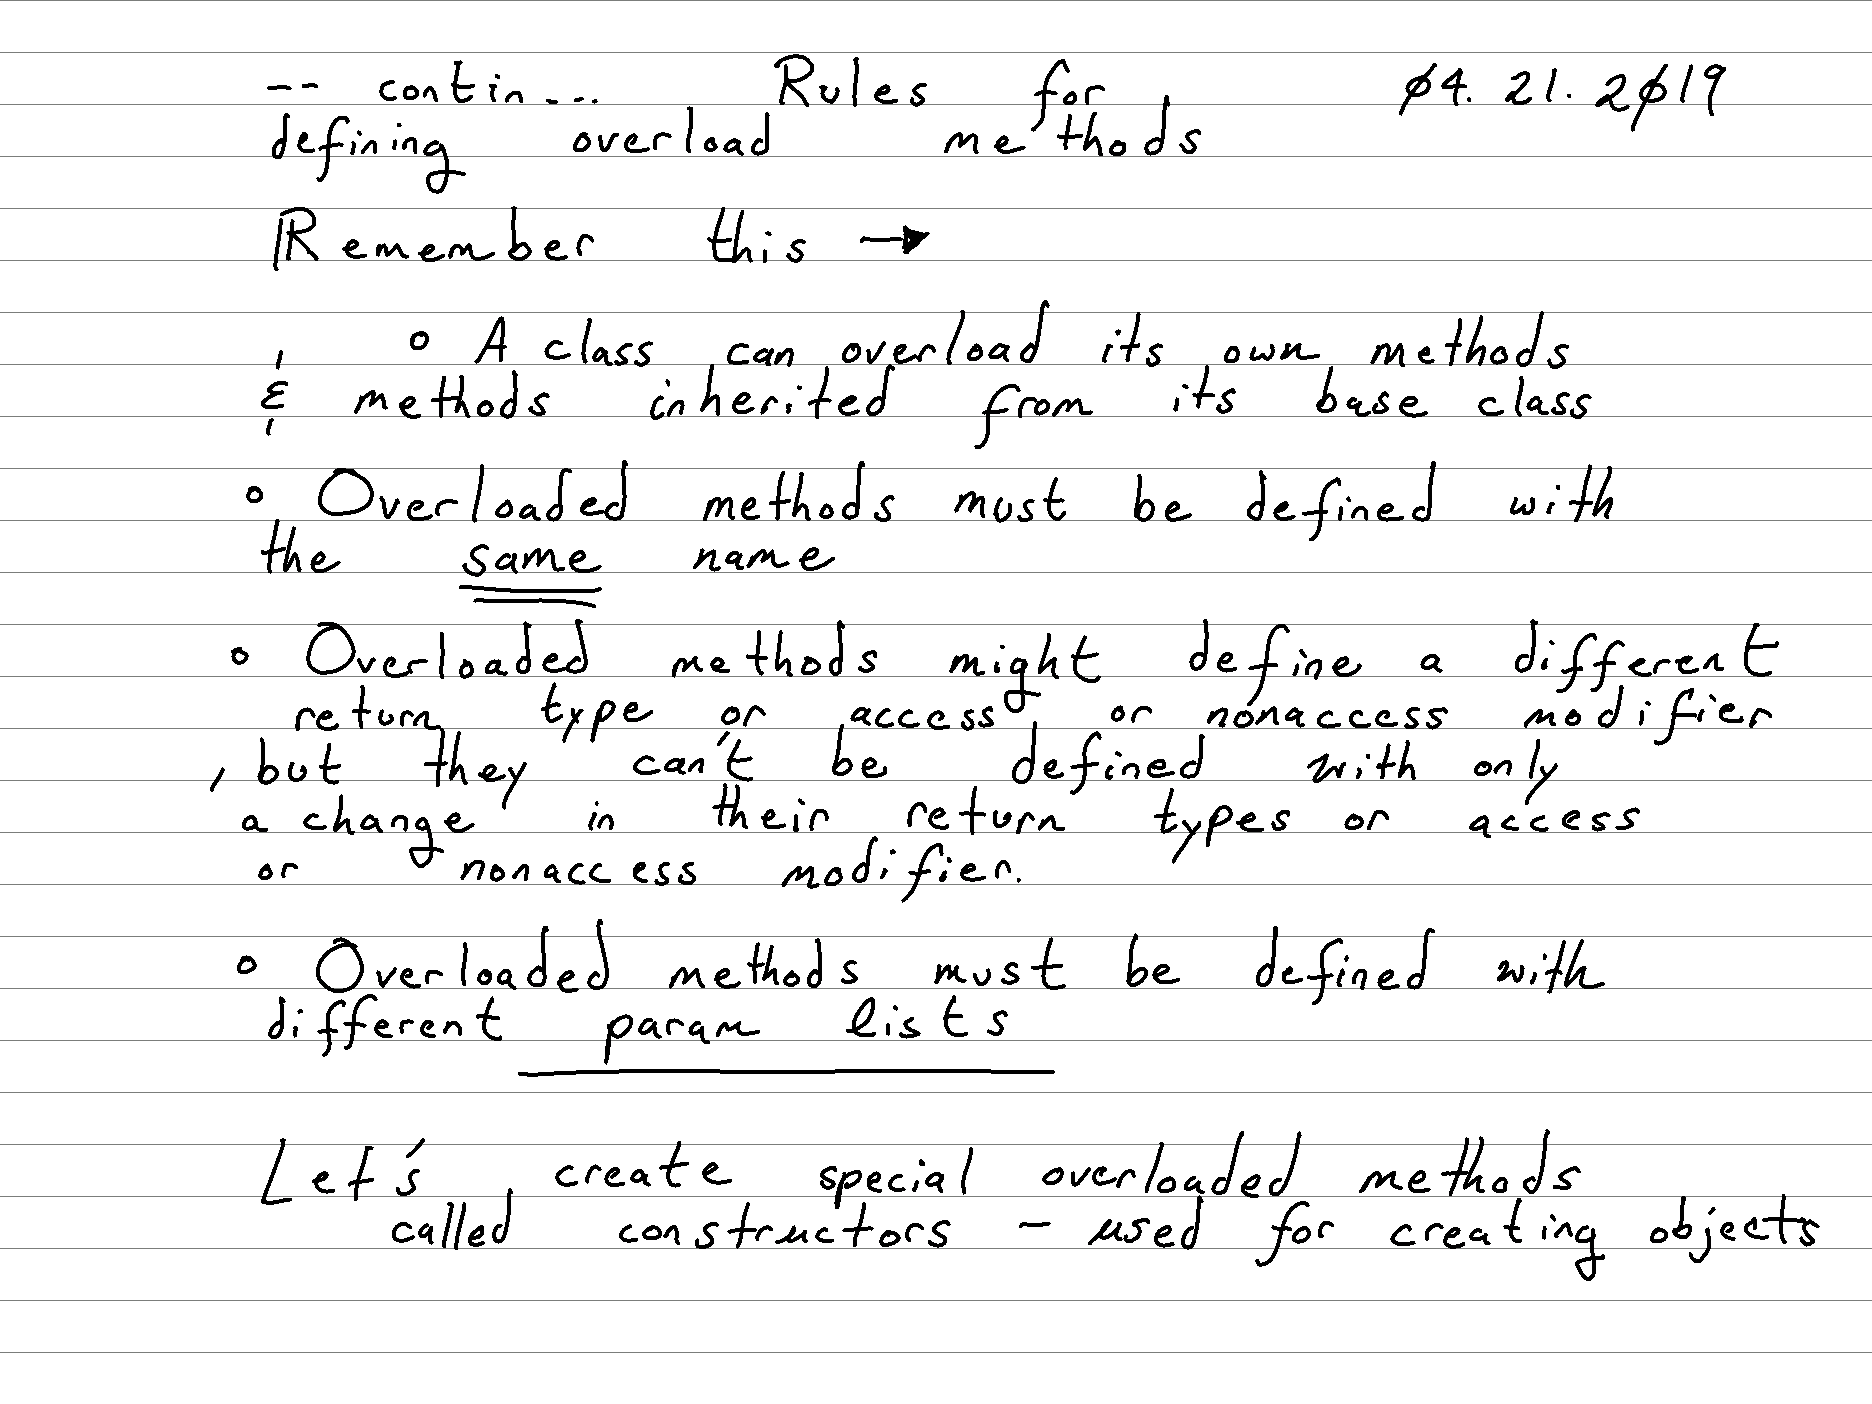 -- contin... Rules for 04.21.2019
defining overload methods
Remember this →
o A class can overload its own methods
& methods inherited from its base class
o Overloaded methods must be defined with
the same name
o Overloaded methods might define a different
return type or access or nonaccess modifier
, but they can't be defined with only
a change in their return types or access
or nonaccess modifier.
o Overloaded methods must be defined with
different param lists
Let's create special overloaded methods
called constructors - used for creating objects